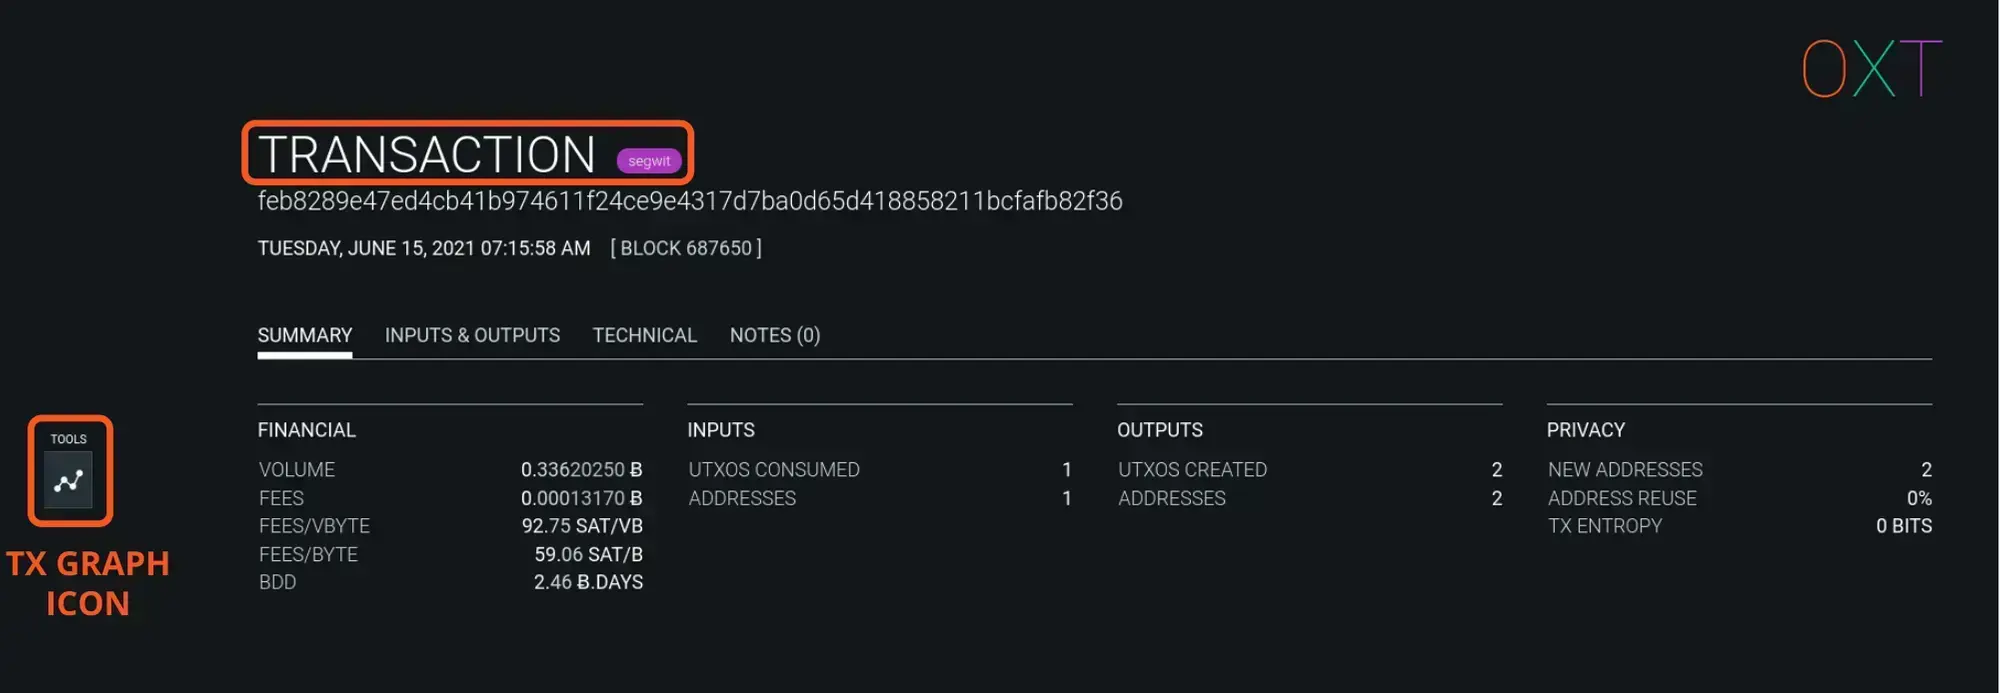 OXT
TRANSACTION segwit
feb8289e47ed4cb41b974611f24ce9e4317d7ba0d65d418858211bcfafb82f36
TUESDAY, JUNE 15, 2021 07:15:58 AM [ BLOCK 687650 ]
SUMMARY INPUTS & OUTPUTS TECHNICAL NOTES (0)
TOOLS
TX GRAPH
ICON
FINANCIAL
VOLUME 0.33620250 Ƀ
FEES 0.00013170 Ƀ
FEES/VBYTE 92.75 SAT/VB
FEES/BYTE 59.06 SAT/B
BDD 2.46 Ƀ.DAYS
INPUTS
UTXOS CONSUMED 1
ADDRESSES 1
OUTPUTS
UTXOS CREATED 2
ADDRESSES 2
PRIVACY
NEW ADDRESSES 2
ADDRESS REUSE 0%
TX ENTROPY 0 BITS